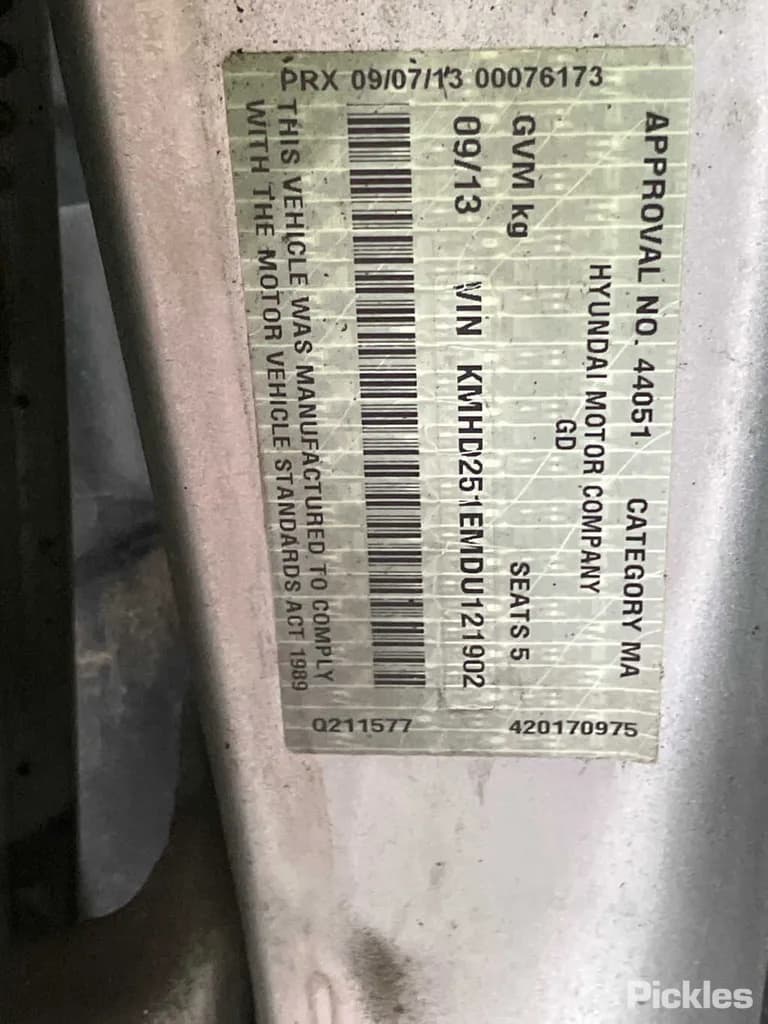 APPROVAL NO. 44051 CATEGORY MA
HYUNDAI MOTOR COMPANY
GD
GVM kg SEATS 5
09/13 VIN KMHD251EMDU121902
THIS VEHICLE WAS MANUFACTURED TO COMPLY
WITH THE MOTOR VEHICLE STANDARDS ACT 1989
PRX 09/07/13 00076173
Q211577 420170975
Pickles